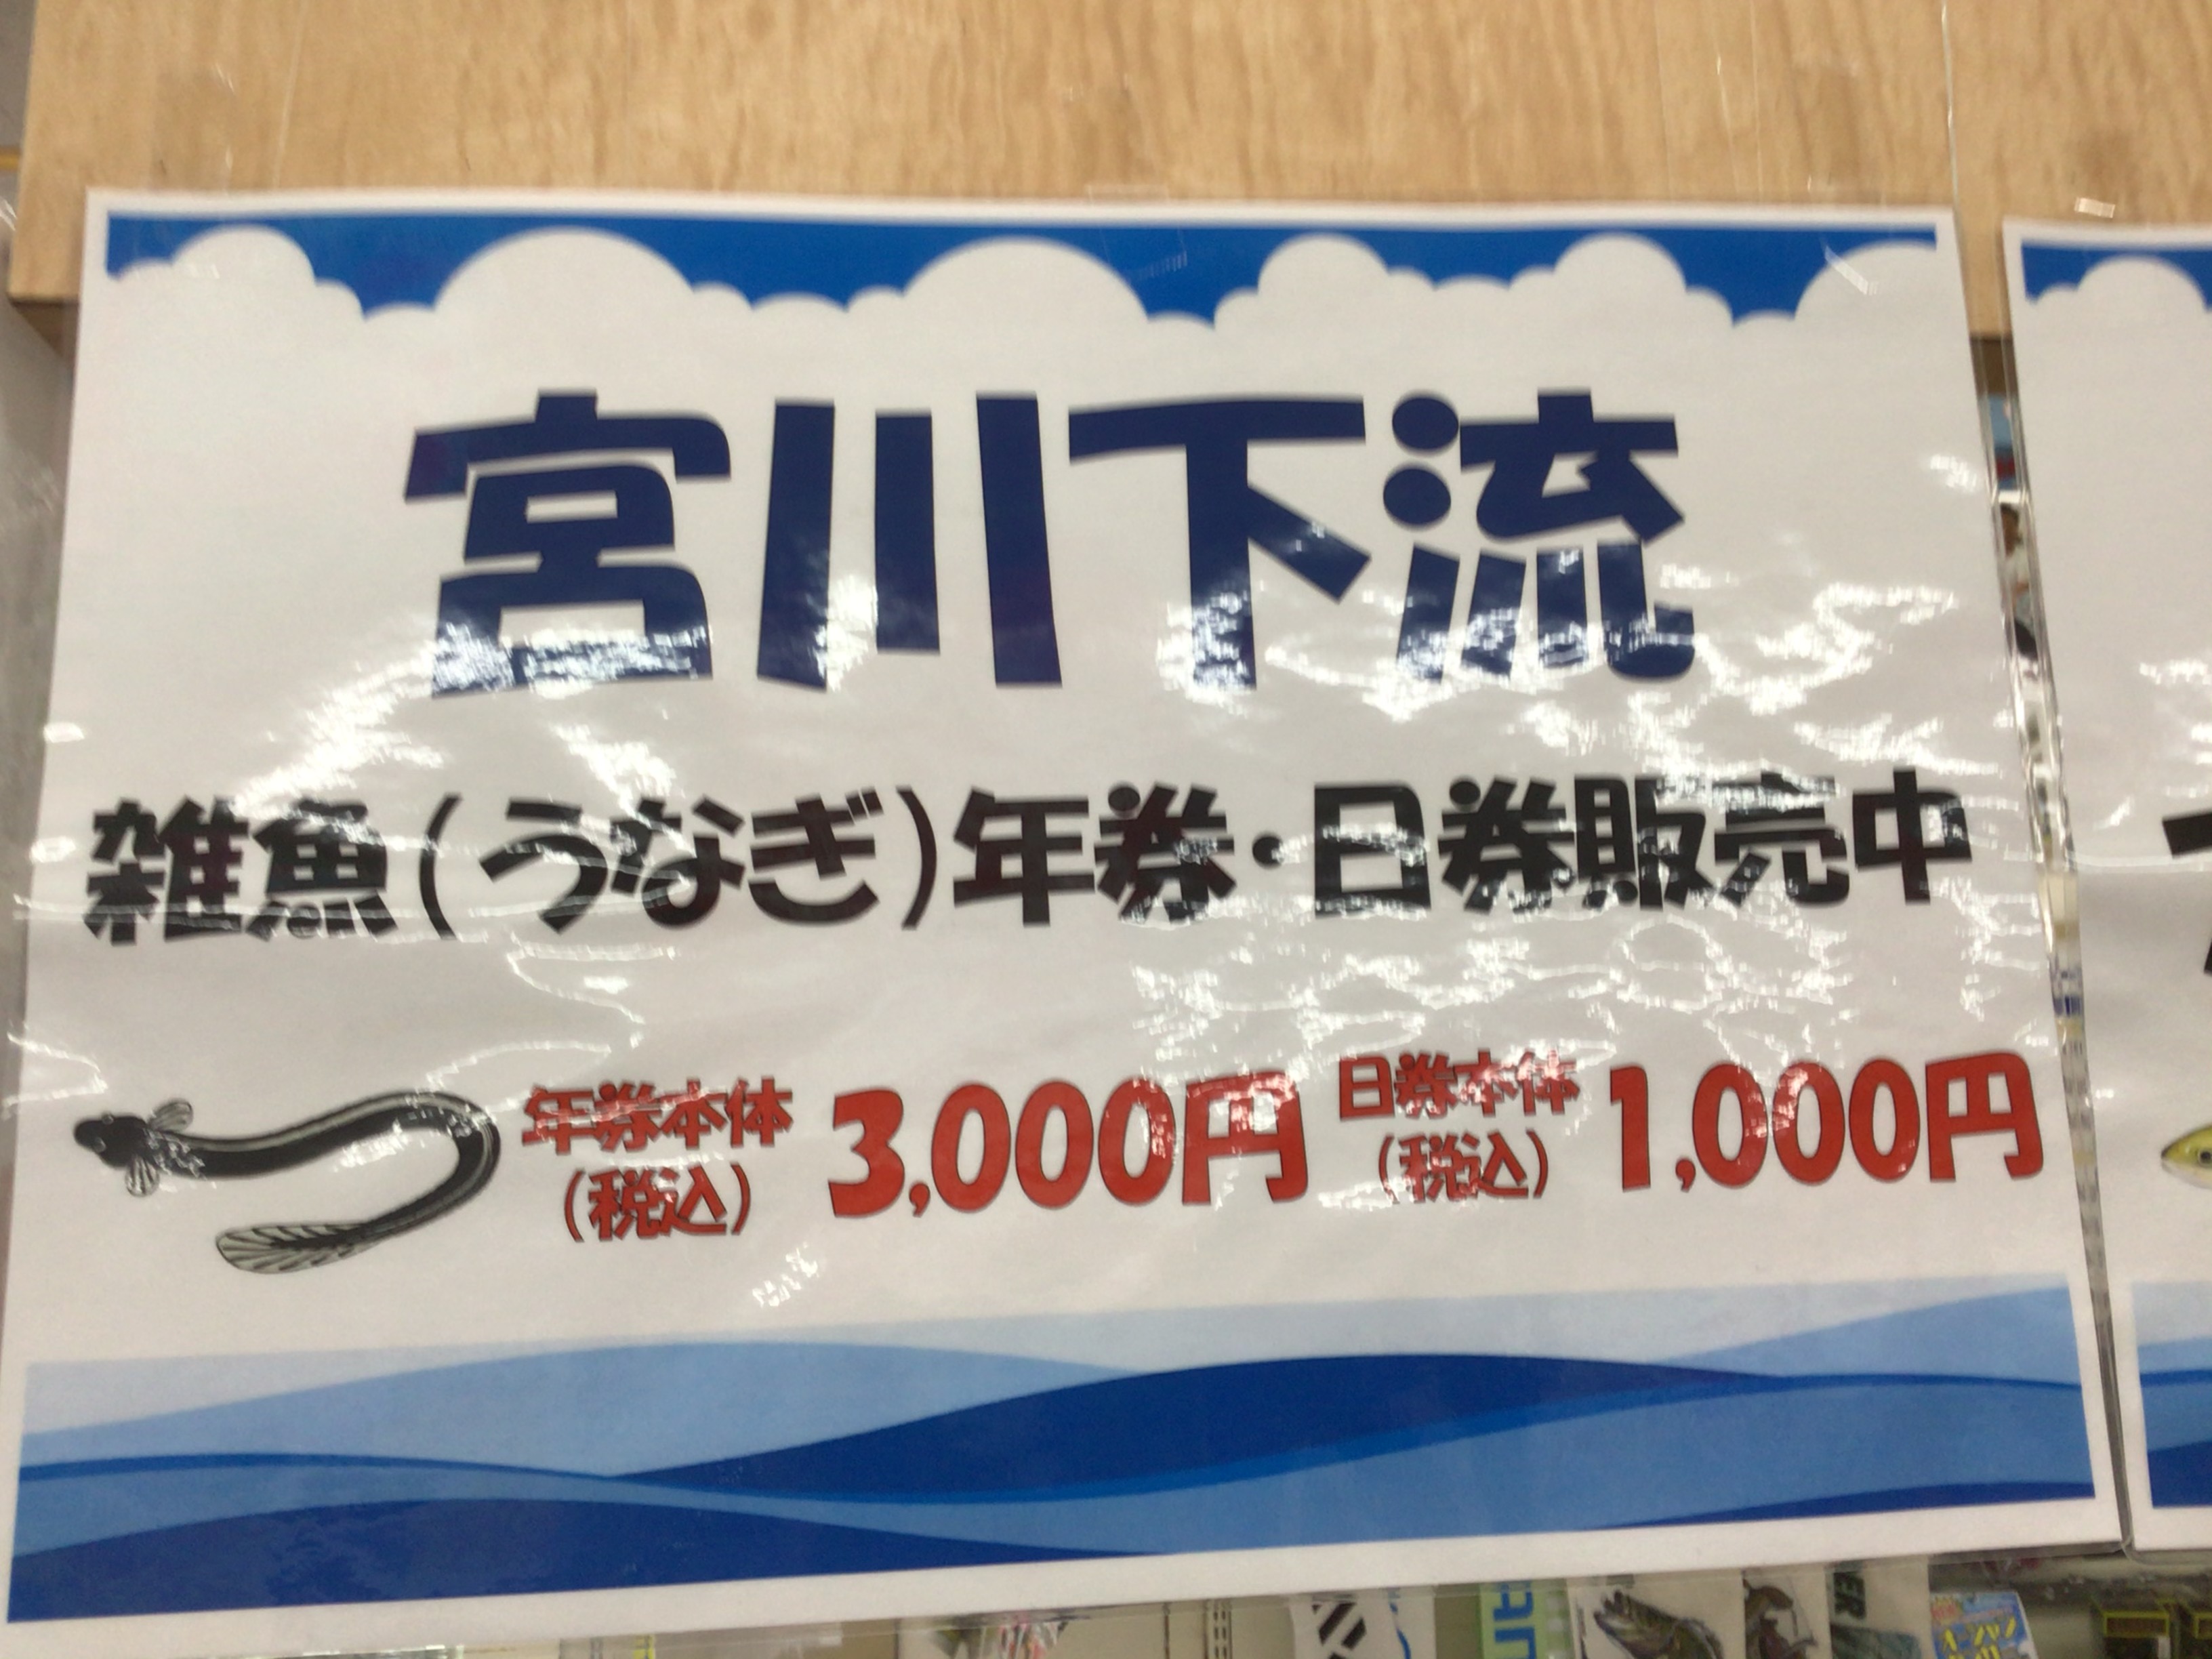 宮川下流
雑魚(うなぎ)年券・日券販売中
年券本体
(税込)
3,000円
日券本体
(税込)
1,000円